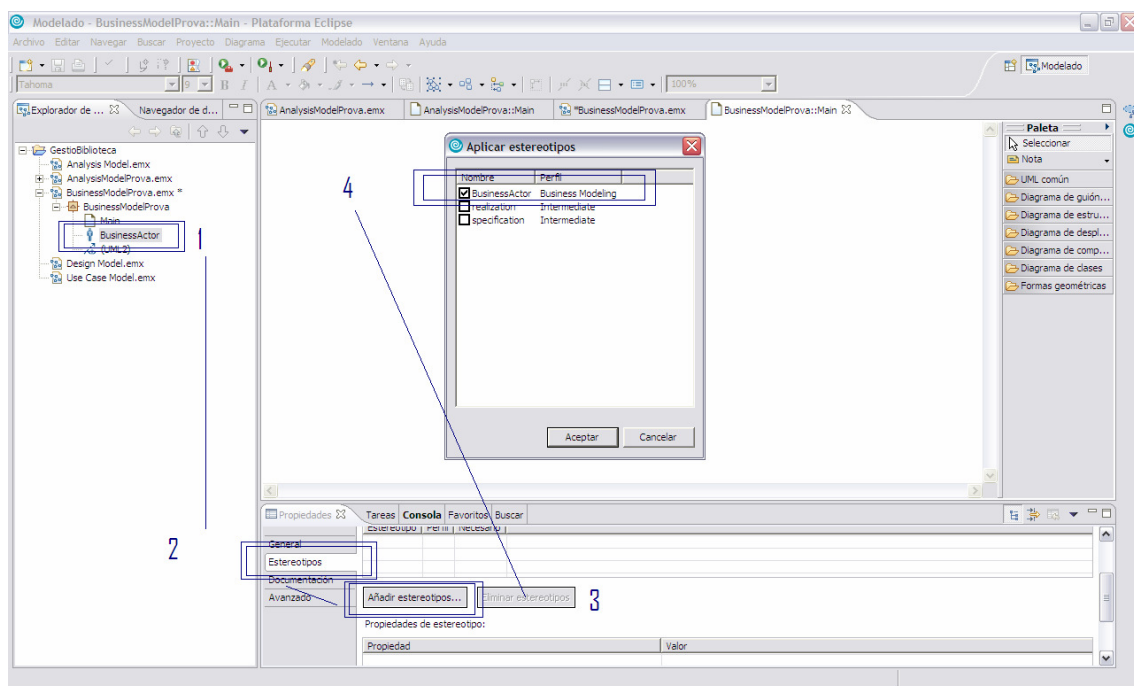 Modelado - BusinessModelProva::Main - Plataforma Eclipse
Archivo Editar Navegar Buscar Proyecto Diagrama Ejecutar Modelado Ventana Ayuda
Tahoma 9 B I A 100% Modelado
Explorador de ... Navegador de d...
AnalysisModelProva.emx AnalysisModelProva::Main *BusinessModelProva.emx BusinessModelProva::Main
GestioBiblioteca
Analysis Model.emx
AnalysisModelProva.emx
BusinessModelProva.emx *
BusinessModelProva
Main
BusinessActor
(UML2)
Design Model.emx
Use Case Model.emx
1
4
Aplicar estereotipos
Nombre Perfil
BusinessActor Business Modeling
realization Intermediate
specification Intermediate
Aceptar Cancelar
Paleta
Seleccionar
Nota
UML común
Diagrama de guión...
Diagrama de estru...
Diagrama de despl...
Diagrama de comp...
Diagrama de clases
Formas geométricas
2
Propiedades Tareas Consola Favoritos Buscar
Estereotipo Perfil Necesario
General
Estereotipos
Documentación
Avanzado
Añadir estereotipos... Eliminar estereotipos 3
Propiedades de estereotipo:
Propiedad Valor